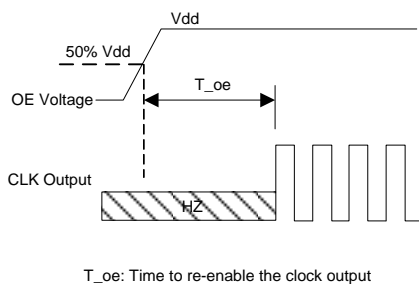 Vdd
50% Vdd
T_oe
OE Voltage
CLK Output
HZ
T_oe: Time to re-enable the clock output